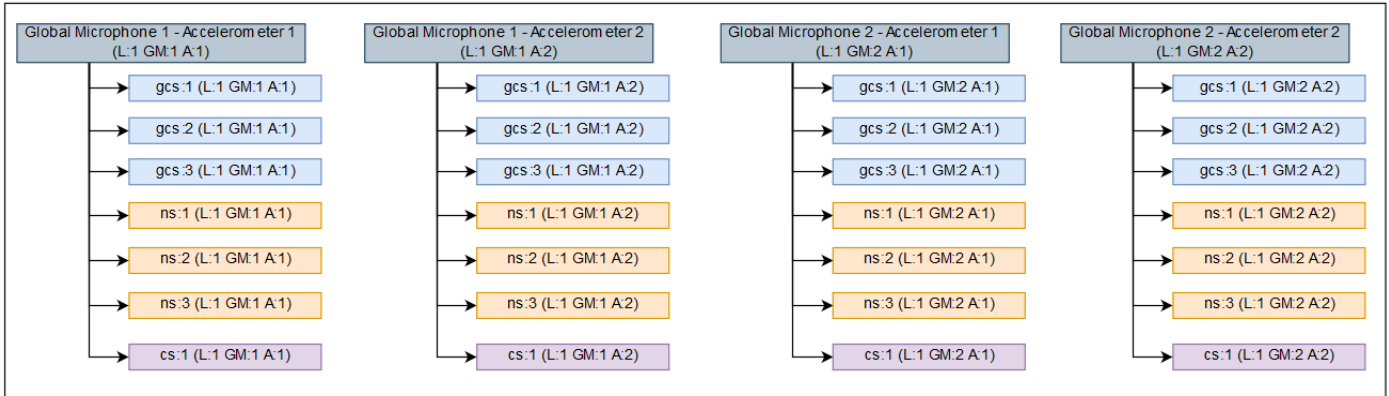 Global Microphone 1 - Accelerometer 1
(L:1 GM:1 A:1)
gcs:1 (L:1 GM:1 A:1)
gcs:2 (L:1 GM:1 A:1)
gcs:3 (L:1 GM:1 A:1)
ns:1 (L:1 GM:1 A:1)
ns:2 (L:1 GM:1 A:1)
ns:3 (L:1 GM:1 A:1)
cs:1 (L:1 GM:1 A:1)
Global Microphone 1 - Accelerometer 2
(L:1 GM:1 A:2)
gcs:1 (L:1 GM:1 A:2)
gcs:2 (L:1 GM:1 A:2)
gcs:3 (L:1 GM:1 A:2)
ns:1 (L:1 GM:1 A:2)
ns:2 (L:1 GM:1 A:2)
ns:3 (L:1 GM:1 A:2)
cs:1 (L:1 GM:1 A:2)
Global Microphone 2 - Accelerometer 1
(L:1 GM:2 A:1)
gcs:1 (L:1 GM:2 A:1)
gcs:2 (L:1 GM:2 A:1)
gcs:3 (L:1 GM:2 A:1)
ns:1 (L:1 GM:2 A:1)
ns:2 (L:1 GM:2 A:1)
ns:3 (L:1 GM:2 A:1)
cs:1 (L:1 GM:2 A:1)
Global Microphone 2 - Accelerometer 2
(L:1 GM:2 A:2)
gcs:1 (L:1 GM:2 A:2)
gcs:2 (L:1 GM:2 A:2)
gcs:3 (L:1 GM:2 A:2)
ns:1 (L:1 GM:2 A:2)
ns:2 (L:1 GM:2 A:2)
ns:3 (L:1 GM:2 A:2)
cs:1 (L:1 GM:2 A:2)